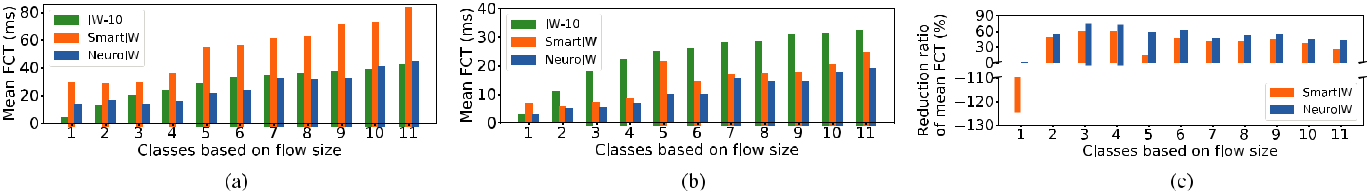 Mean FCT (ms)
80
60
40
20
0
IW-10
SmartIW
NeuroIW
1 2 3 4 5 6 7 8 9 10 11
Classes based on flow size
(a)
Mean FCT (ms)
40
30
20
10
0
IW-10
SmartIW
NeuroIW
1 2 3 4 5 6 7 8 9 10 11
Classes based on flow size
(b)
Reduction ratio
of mean FCT (%)
90
60
30
0
−110
−120
−130
SmartIW
NeuroIW
1 2 3 4 5 6 7 8 9 10 11
Classes based on flow size
(c)